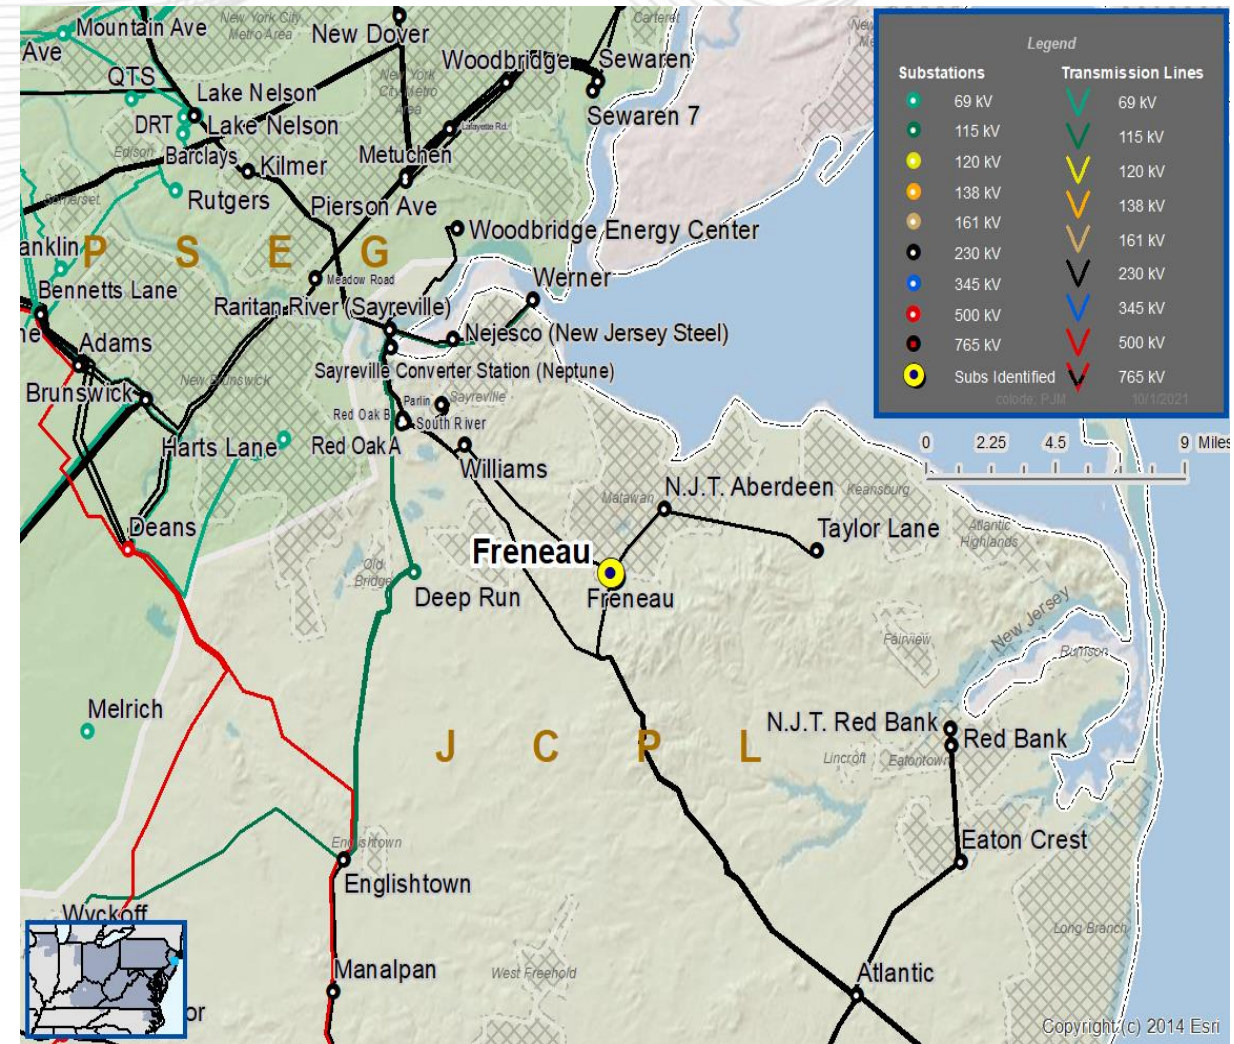 Mountain Ave
New York City
Metro Area
New Dover
Carteret
Ave
Woodbridge
Sewaren
QTS
New York
City Metro
Area
Lake Nelson
Sewaren 7
DRT
Lake Nelson
Lafayette Rd.
Edison
Barclays
Kilmer
Metuchen
Somerset
Rutgers
Pierson Ave
Woodbridge Energy Center
anklin
P S E G
Meadow Road
Werner
Bennetts Lane
Raritan River (Sayreville)
ne
Adams
Nejesco (New Jersey Steel)
New Brunswick
Sayreville Converter Station (Neptune)
Brunswick
Parlin
Sayreville
Red Oak B
South River
Harts Lane
Red Oak A
Williams
Matawan
N.J.T. Aberdeen
Keansburg
Deans
Taylor Lane
Atlantic
Highlands
Freneau
Old
Bridge
Deep Run
Freneau
New Jersey
Fairview
Rumson
Melrich
N.J.T. Red Bank
Red Bank
J C P L
Lincroft
Eatontown
Englishtown
Eaton Crest
Englishtown
Wyckoff
Long Branch
Manalpan
West Freehold
Atlantic
or
Copyright:(c) 2014 Esri
Legend
Substations
Transmission Lines
69 kV
69 kV
115 kV
115 kV
120 kV
120 kV
138 kV
138 kV
161 kV
161 kV
230 kV
230 kV
345 kV
345 kV
500 kV
500 kV
765 kV
765 kV
Subs Identified
colode: PJM
10/1/2021
0 2.25 4.5 9 Miles